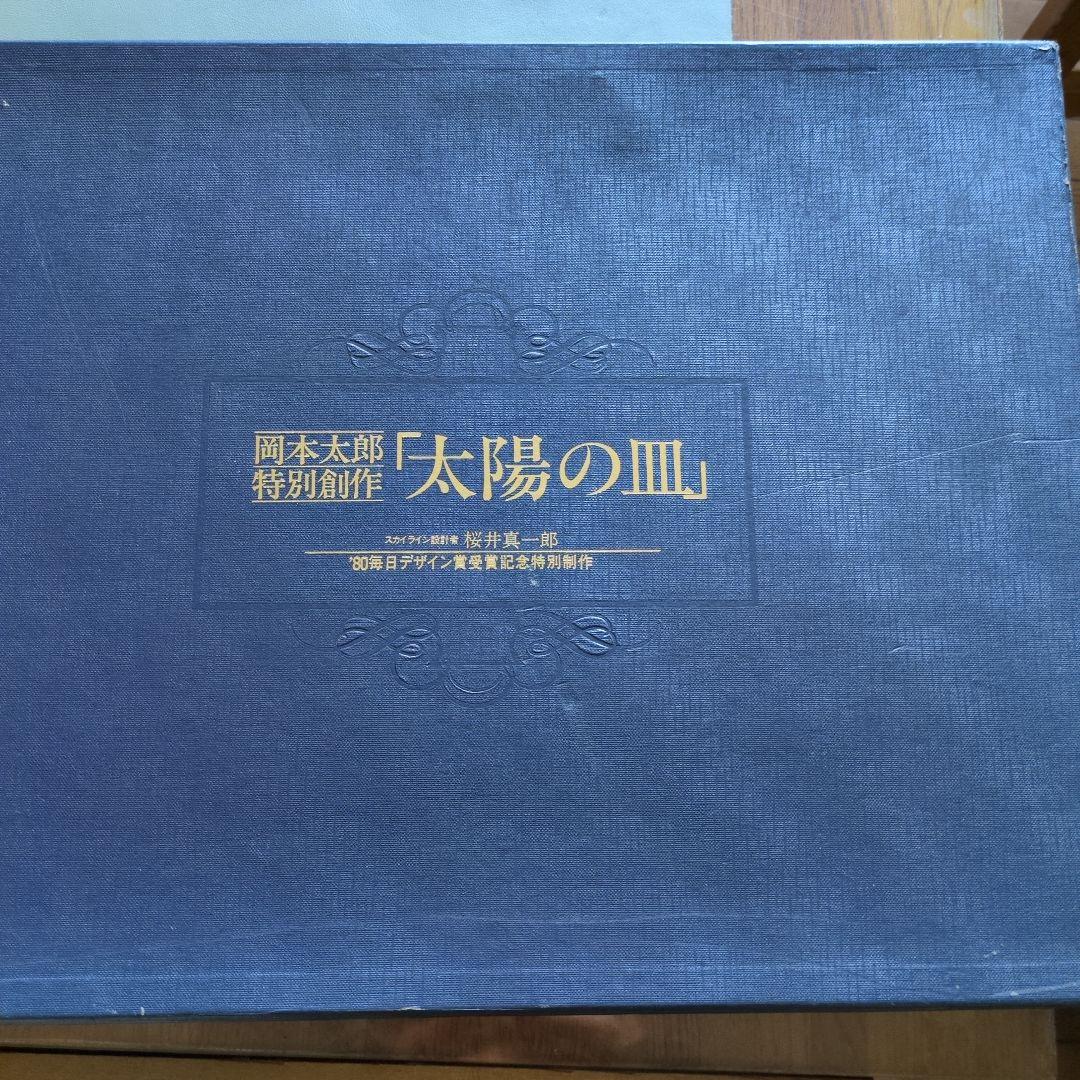 岡本太郎
特別創作
「太陽の皿」
スカイライン設計者 桜井真一郎
'80毎日デザイン賞受賞記念特別制作